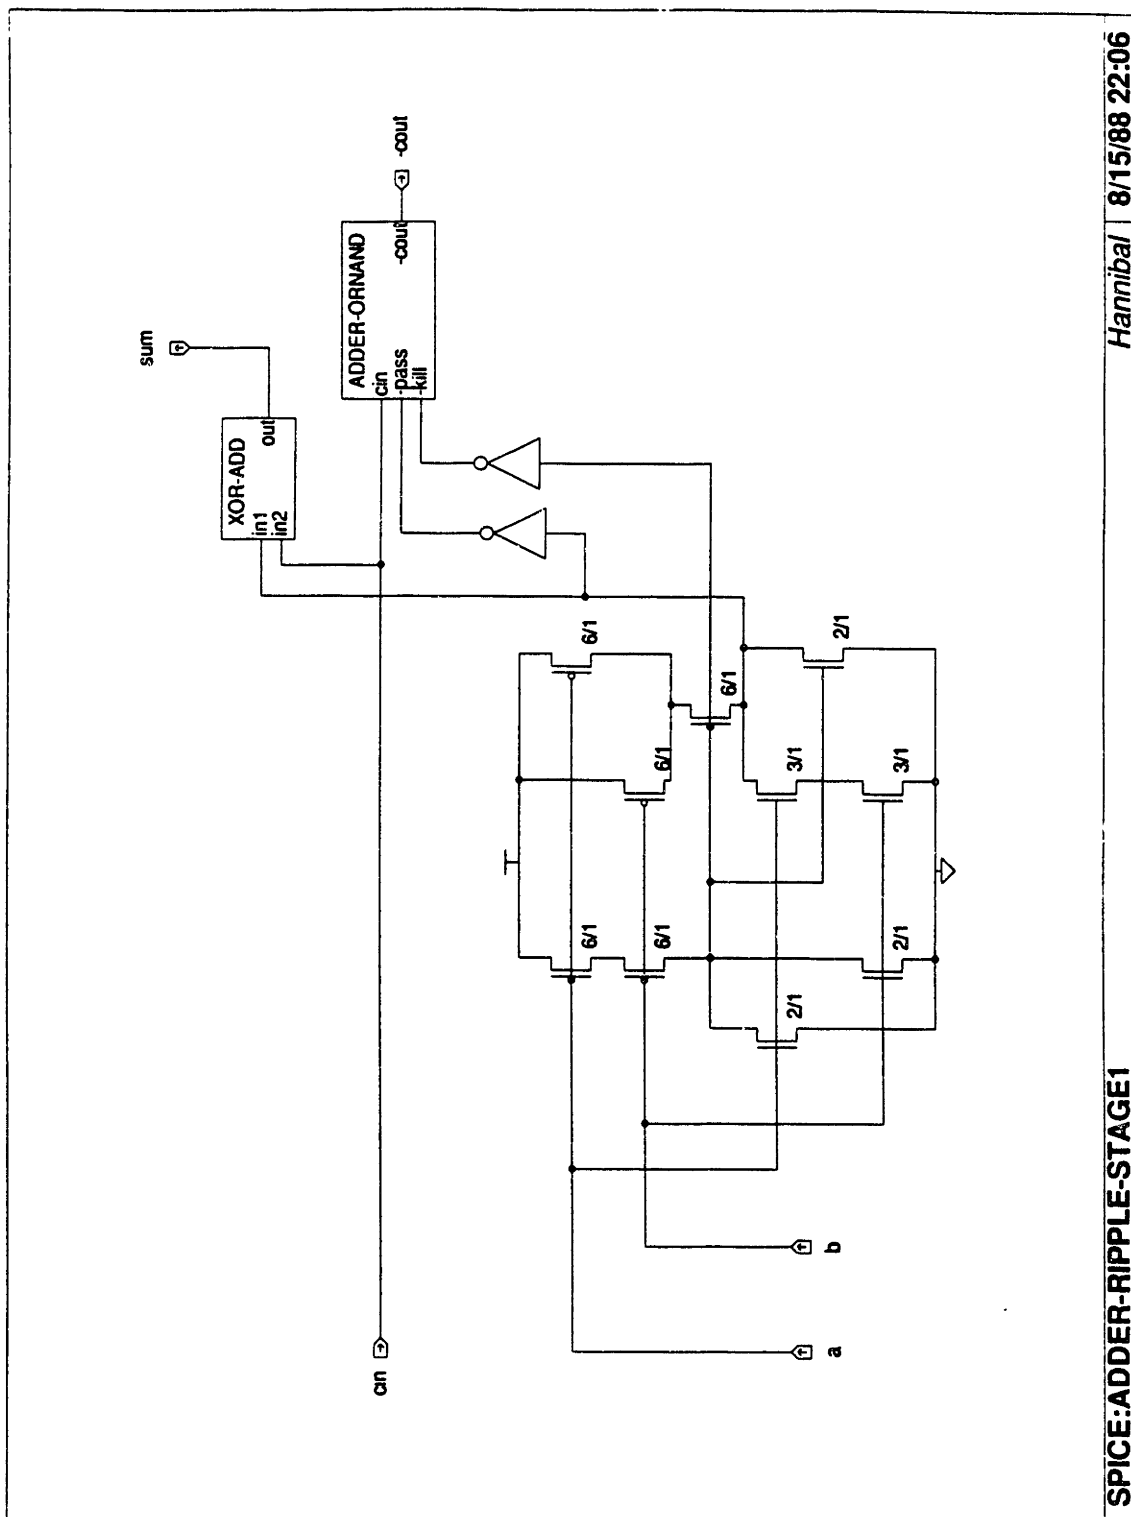 sum
-cout
XOR-ADD
in1
in2
out
ADDER-ORNAND
cin
-pass
-kill
-cout
cin
6/1
6/1
6/1
6/1
6/1
3/1
2/1
3/1
2/1
2/1
a
b
SPICE:ADDER-RIPPLE-STAGE1
Hannibal
8/15/88 22:06